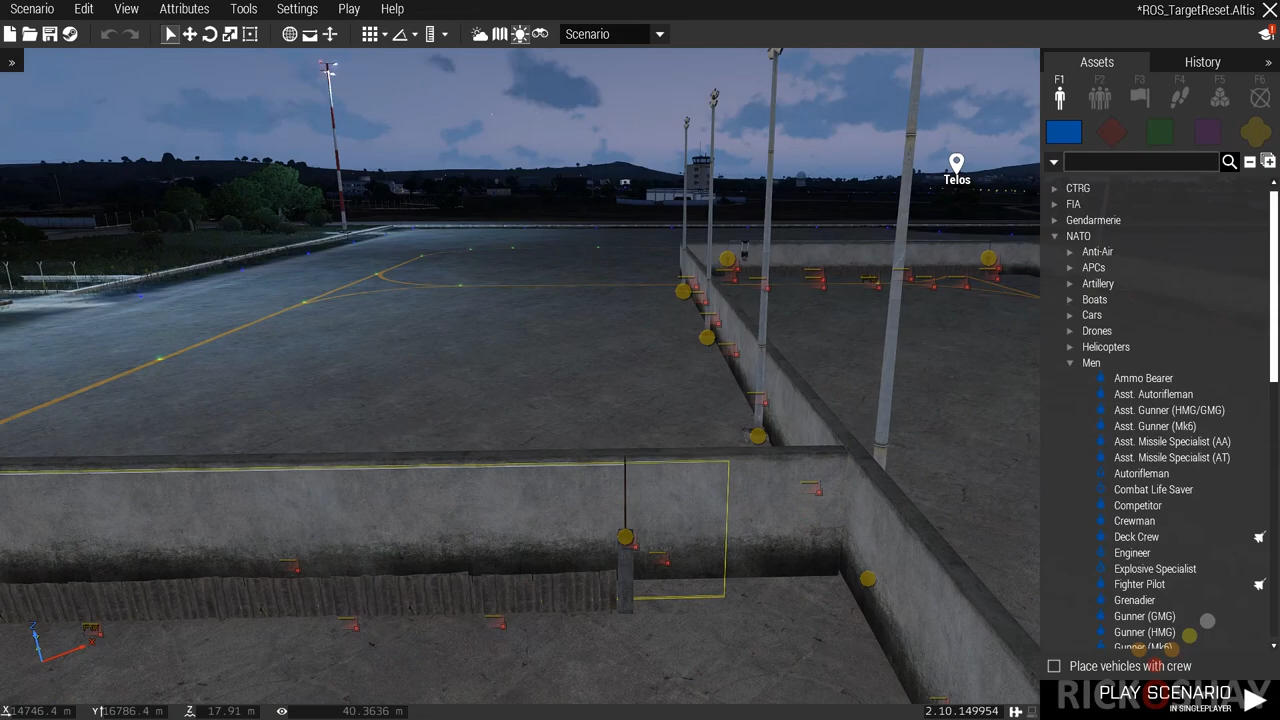 Scenario Edit View Attributes Tools Settings Play Help
*ROS_TargetReset.Altis
Scenario
Assets History
F1 F2 F3 F4 F5 F6
Telos
CTRG
FIA
Gendarmerie
NATO
Anti-Air
APCs
Artillery
Boats
Cars
Drones
Helicopters
Men
Ammo Bearer
Asst. Autorifleman
Asst. Gunner (HMG/GMG)
Asst. Gunner (Mk6)
Asst. Missile Specialist (AA)
Asst. Missile Specialist (AT)
Autorifleman
Combat Life Saver
Competitor
Crewman
Deck Crew
Engineer
Explosive Specialist
Fighter Pilot
Grenadier
Gunner (GMG)
Gunner (HMG)
Gunner (Mk6)
Place vehicles with crew
Z
X
RICKOSHAY
PLAY SCENARIO
IN SINGLEPLAYER
X 14746.4 m Y 16786.4 m Z 17.91 m 40.3636 m 2.10.149954